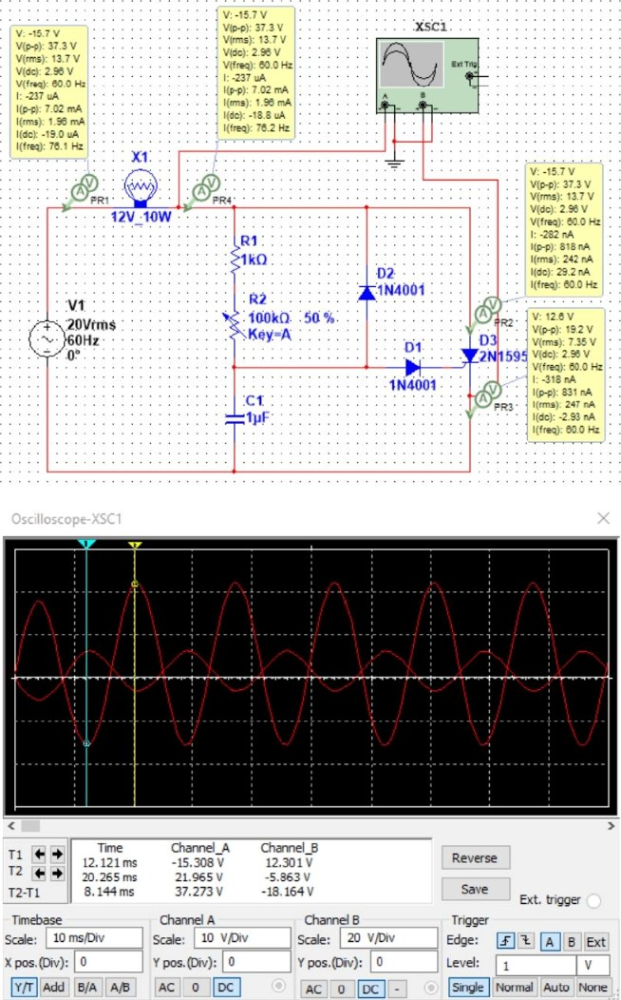 V: -15.7 V
V(p-p): 37.3 V
V(rms): 13.7 V
V(dc): 2.96 V
V(freq): 60.0 Hz
I: -237 uA
I(p-p): 7.02 mA
I(rms): 1.96 mA
I(dc): -19.0 uA
I(freq): 76.1 Hz
V: -15.7 V
V(p-p): 37.3 V
V(rms): 13.7 V
V(dc): 2.96 V
V(freq): 60.0 Hz
I: -237 uA
I(p-p): 7.02 mA
I(rms): 1.96 mA
I(dc): -18.8 uA
I(freq): 76.2 Hz
XSC1
Ext Trig
A
B
X1
A V
PR1
A V
PR4
12V_10W
V: -15.7 V
V(p-p): 37.3 V
V(rms): 13.7 V
V(dc): 2.96 V
V(freq): 60.0 Hz
I: -282 nA
I(p-p): 818 nA
I(rms): 242 nA
I(dc): 29.2 nA
I(freq): 60.0 Hz
R1
1kΩ
D2
1N4001
R2
100kΩ 50 %
Key=A
V1
20Vrms
60Hz
0°
A V
PR2
D3
2N1595
D1
1N4001
C1
1µF
A V
PR3
V: 12.6 V
V(p-p): 19.2 V
V(rms): 7.35 V
V(dc): 2.96 V
V(freq): 60.0 Hz
I: -318 nA
I(p-p): 831 nA
I(rms): 247 nA
I(dc): -2.93 nA
I(freq): 60.0 Hz
Oscilloscope-XSC1
T1
T2
T2-T1
Time Channel_A Channel_B
12.121 ms -15.308 V 12.301 V
20.265 ms 21.965 V -5.863 V
8.144 ms 37.273 V -18.164 V
Reverse
Save
Ext. trigger
Timebase
Scale: 10 ms/Div
X pos.(Div): 0
Y/T Add B/A A/B
Channel A
Scale: 10 V/Div
Y pos.(Div): 0
AC 0 DC
Channel B
Scale: 20 V/Div
Y pos.(Div): 0
AC 0 DC -
Trigger
Edge: A B Ext
Level: 1 V
Single Normal Auto None